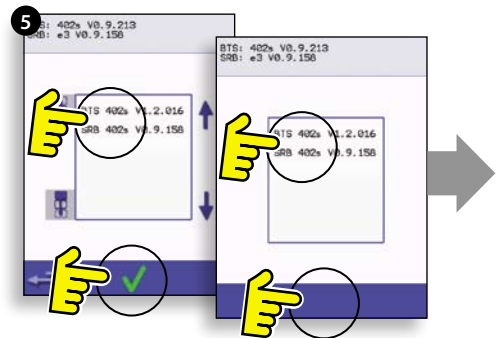 5
BTS: 402s V0.9.213
SRB: e3 V0.9.158
BTS 402s V1.2.016
SRB 402s V0.9.158
BTS: 402s V0.9.213
SRB: e3 V0.9.158
BTS 402s V1.2.016
SRB 402s V0.9.158